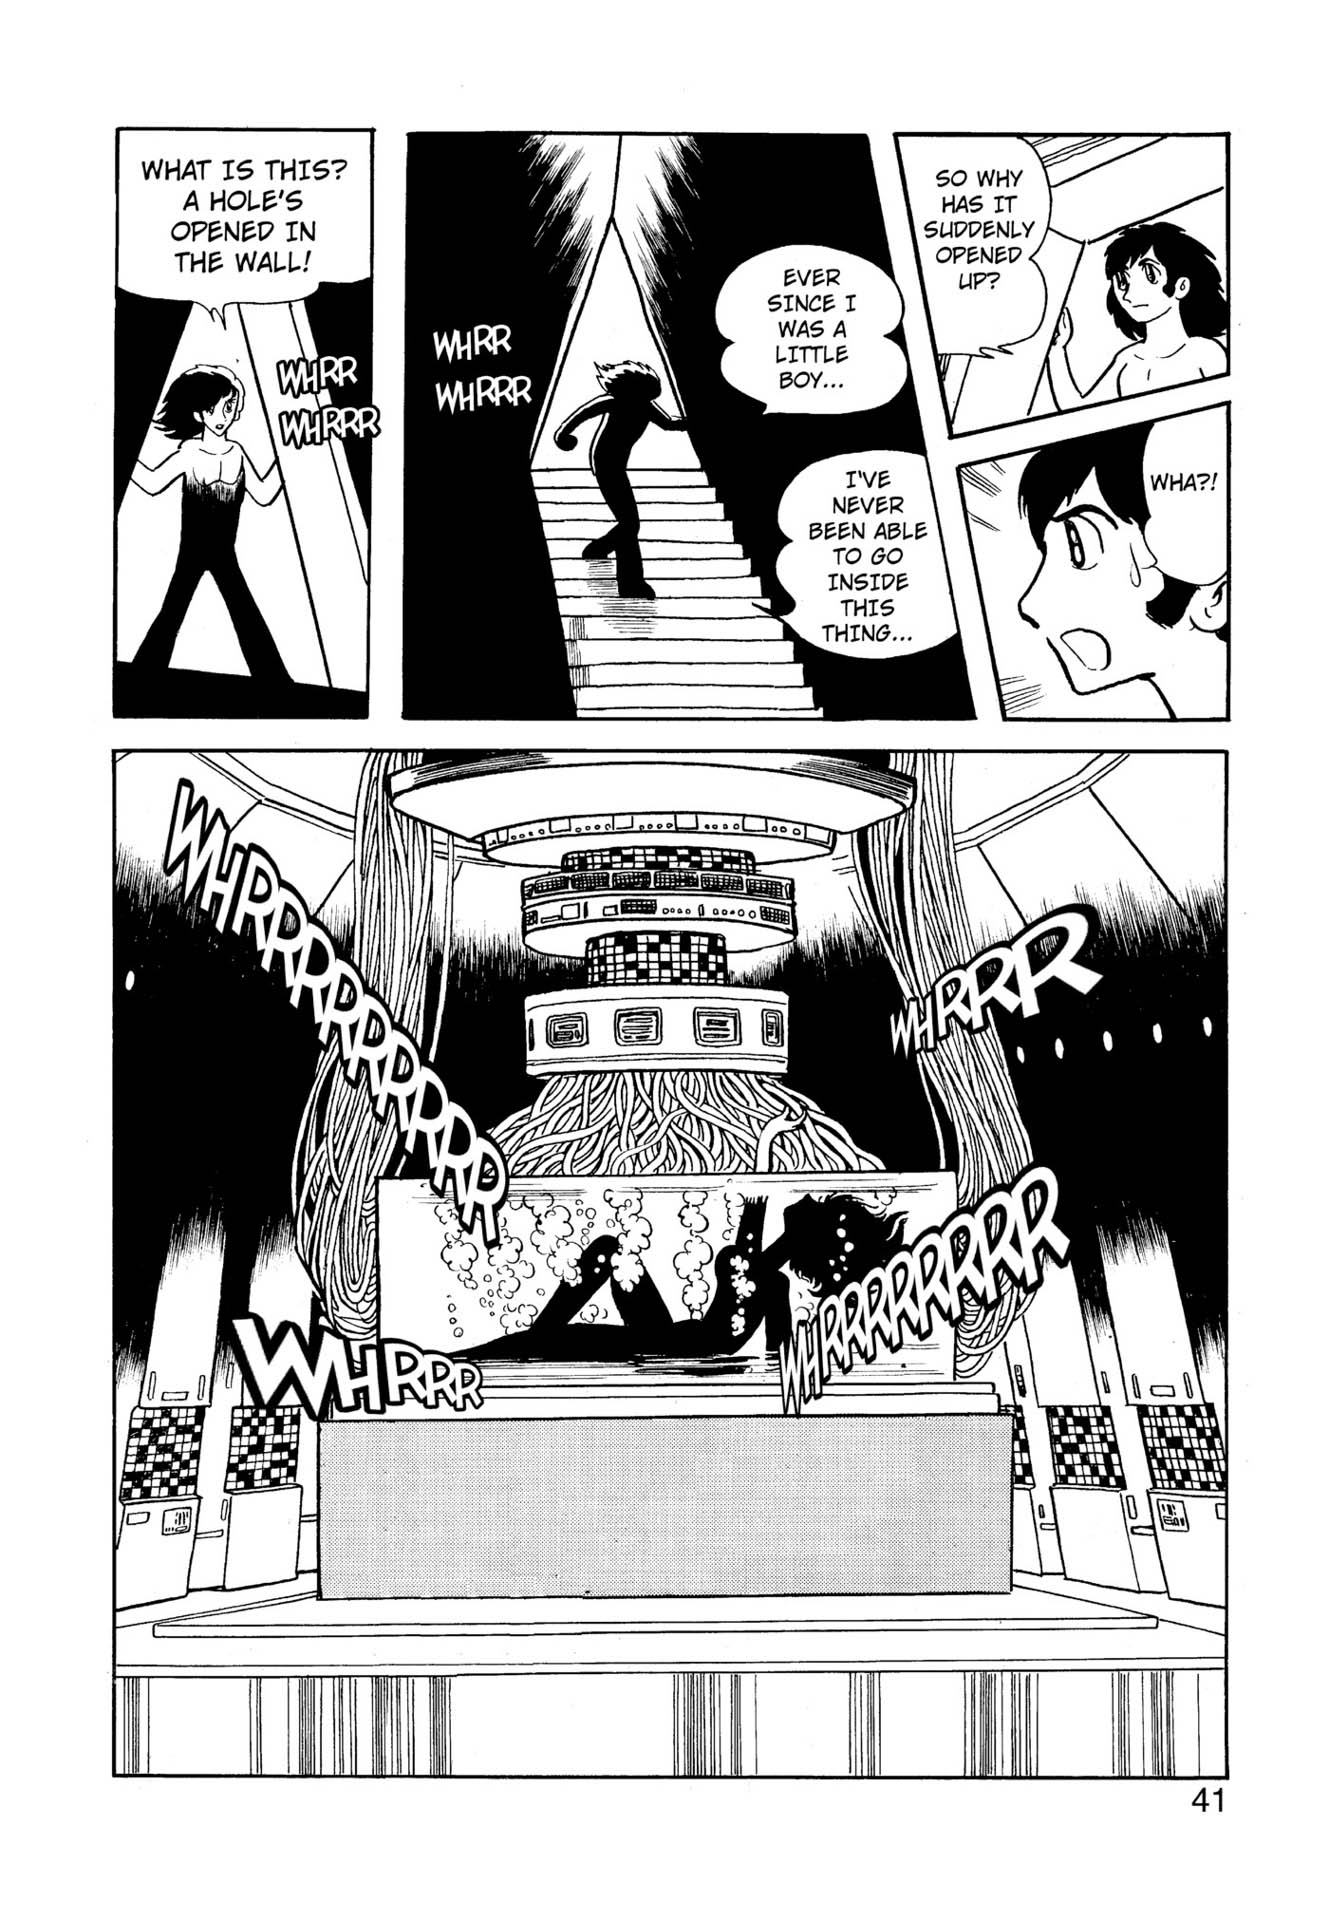 WHAT IS THIS?
A HOLE'S
OPENED IN
THE WALL!
WHRR
WHRRR
WHRR
WHRRR
EVER
SINCE I
WAS A
LITTLE
BOY...
I'VE
NEVER
BEEN ABLE
TO GO
INSIDE
THIS
THING...
SO WHY
HAS IT
SUDDENLY
OPENED
UP?
WHA?!
WHRRRRRRRRRR
WHRRR
WHRRR
WHRRRRRRRR
41